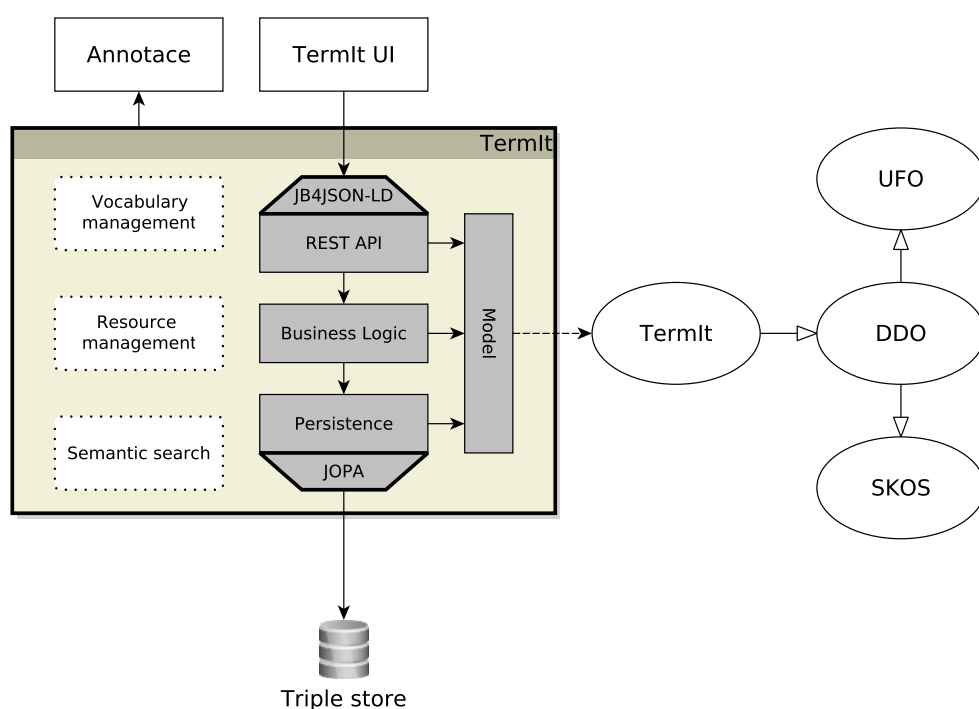 Annotace
TermIt UI
TermIt
Vocabulary
management
JB4JSON-LD
REST API
Resource
management
Business Logic
Model
Semantic search
Persistence
JOPA
Triple store
TermIt
UFO
DDO
SKOS